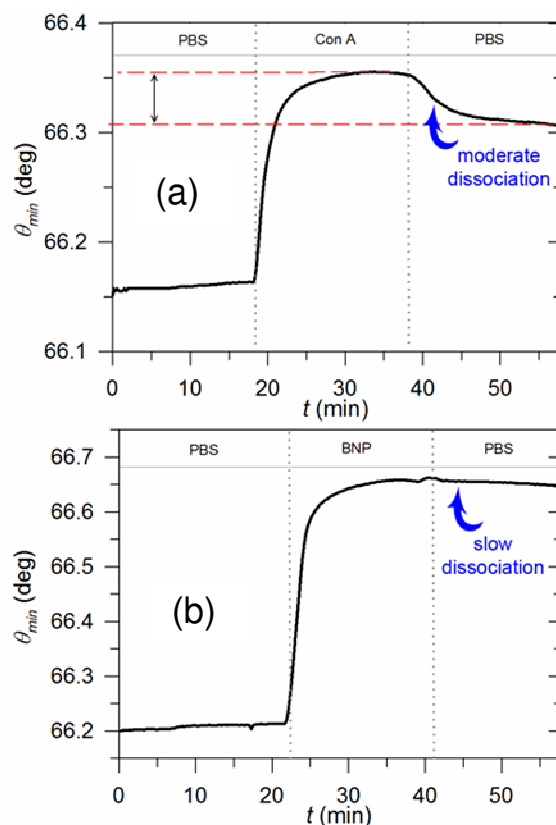 66.4
PBS Con A PBS
66.3
moderate
dissociation
(a)
θmin (deg)
66.2
66.1
0 10 20 30 40 50
t (min)
66.7
PBS BNP PBS
66.6
slow
dissociation
66.5
θmin (deg)
66.4
(b)
66.3
66.2
0 10 20 30 40 50
t (min)